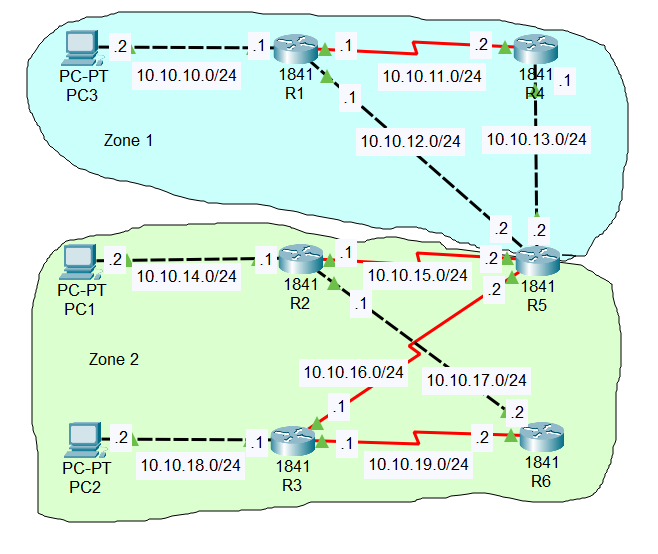 .2
.1
.1
.2
PC-PT
PC3
10.10.10.0/24
1841
R1
10.10.11.0/24
1841
R4
.1
.1
Zone 1
10.10.12.0/24
10.10.13.0/24
.2
.2
.2
.1
.1
.2
PC-PT
PC1
10.10.14.0/24
1841
R2
10.10.15.0/24
.2
1841
R5
.1
Zone 2
10.10.16.0/24
10.10.17.0/24
.1
.2
.2
.1
.1
.2
PC-PT
PC2
10.10.18.0/24
1841
R3
10.10.19.0/24
1841
R6